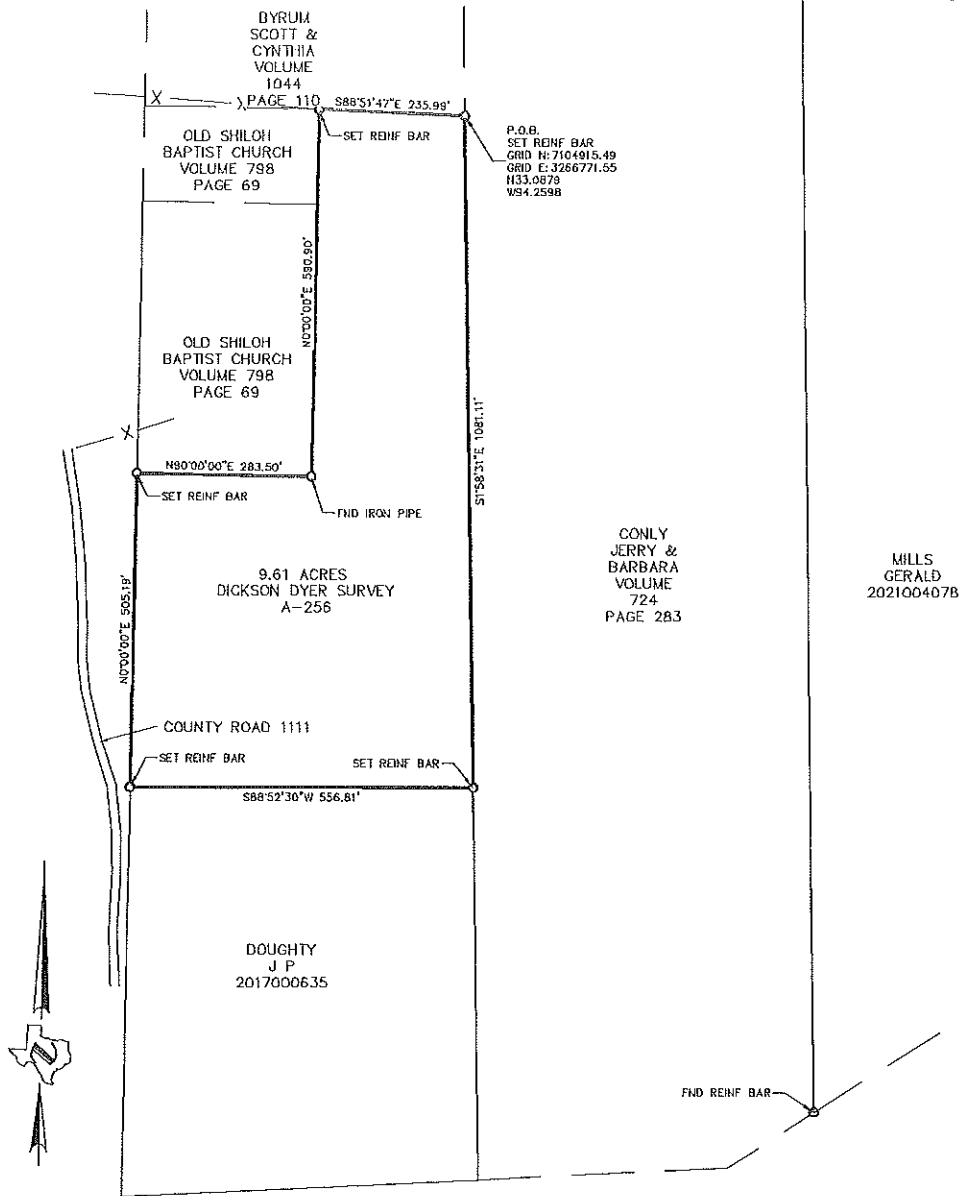 BYRUM
SCOTT &
CYNTHIA
VOLUME
1044
PAGE 110
S88°51'47"E 235.99'
SET REINF BAR
P.O.B.
SET REINF BAR
GRID N: 7104915.49
GRID E: 3266771.55
N33.0879
W94.2598
OLD SHILOH
BAPTIST CHURCH
VOLUME 798
PAGE 69
N0°00'00"E 590.90'
OLD SHILOH
BAPTIST CHURCH
VOLUME 798
PAGE 69
S1°58'31"E 1081.11'
N90°00'00"E 283.50'
SET REINF BAR
FND IRON PIPE
9.61 ACRES
DICKSON DYER SURVEY
A-256
CONLY
JERRY &
BARBARA
VOLUME
724
PAGE 283
MILLS
GERALD
2021004078
N0°00'00"E 505.19'
COUNTY ROAD 1111
SET REINF BAR
SET REINF BAR
S88°52'30"W 556.81'
DOUGHTY
J P
2017000635
FND REINF BAR